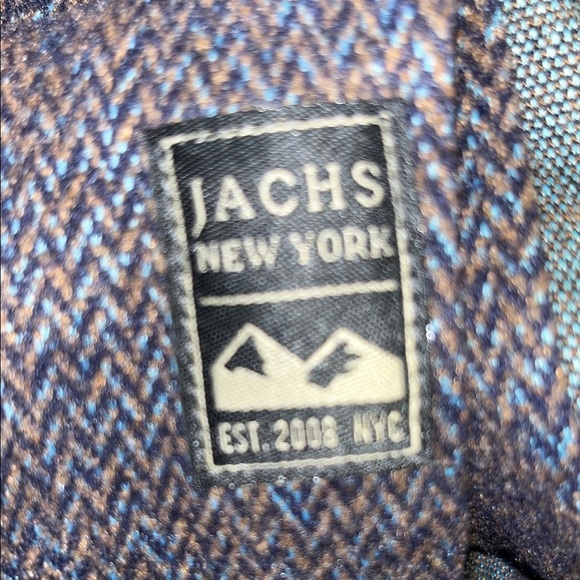 JACHS
NEW YORK
EST. 2008 NYC